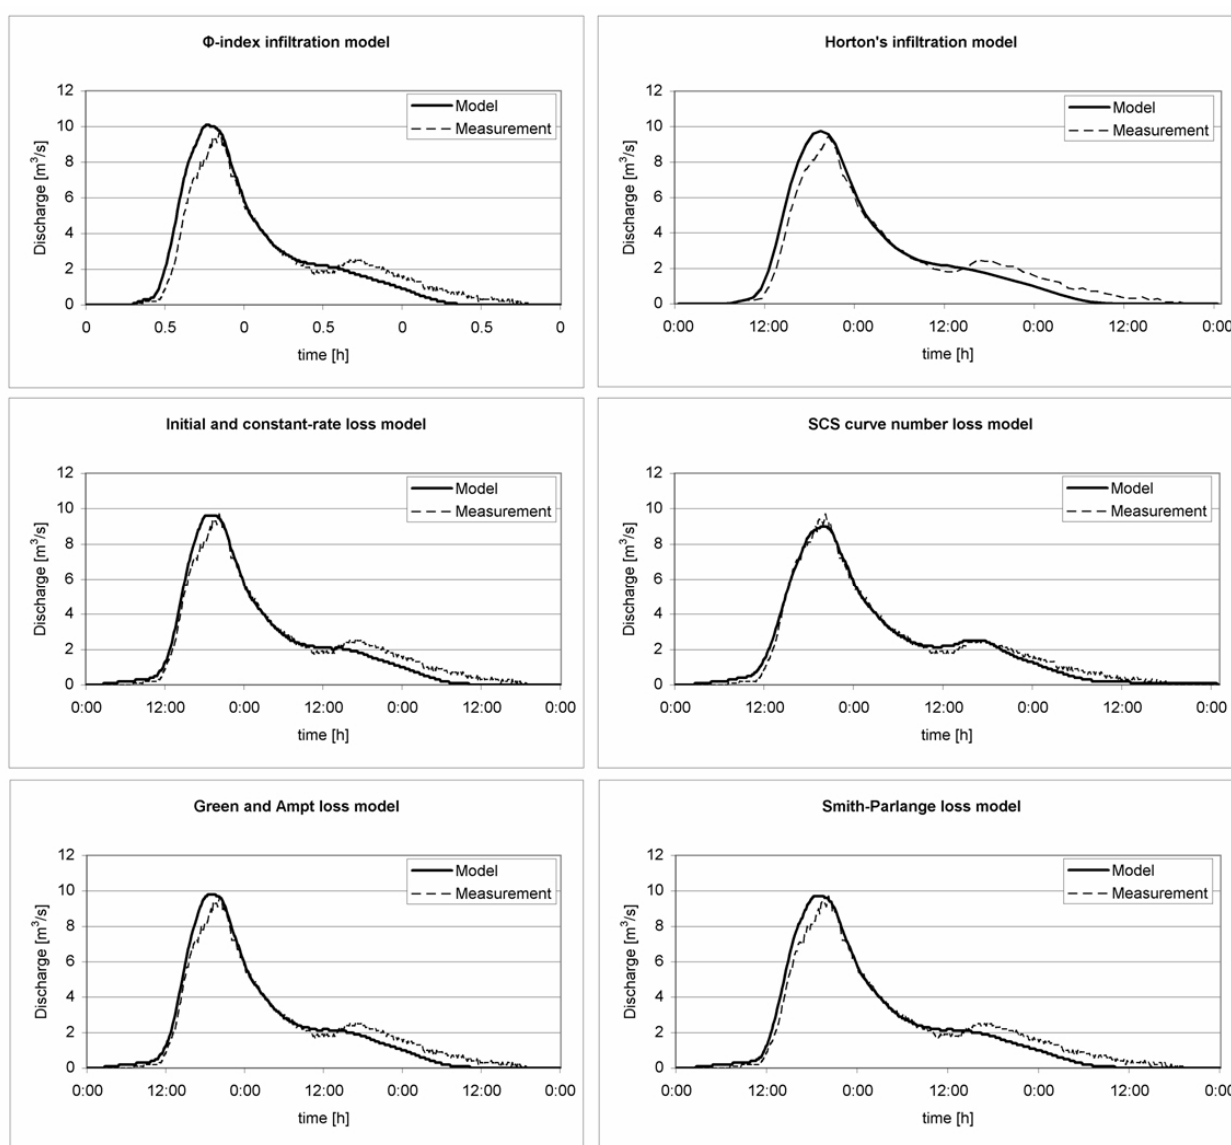 Φ-index infiltration model
12
10
8
6
4
2
0
Discharge [m³/s]
Model
Measurement
0 0.5 0 0.5 0 0.5 0
time [h]
Horton's infiltration model
12
10
8
6
4
2
0
Discharge [m³/s]
Model
Measurement
0:00 12:00 0:00 12:00 0:00 12:00 0:00
time [h]
Initial and constant-rate loss model
12
10
8
6
4
2
0
Discharge [m³/s]
Model
Measurement
0:00 12:00 0:00 12:00 0:00 12:00 0:00
time [h]
SCS curve number loss model
12
10
8
6
4
2
0
Discharge [m³/s]
Model
Measurement
0:00 12:00 0:00 12:00 0:00 12:00 0:00
time [h]
Green and Ampt loss model
12
10
8
6
4
2
0
Discharge [m³/s]
Model
Measurement
0:00 12:00 0:00 12:00 0:00 12:00 0:00
time [h]
Smith-Parlange loss model
12
10
8
6
4
2
0
Discharge [m³/s]
Model
Measurement
0:00 12:00 0:00 12:00 0:00 12:00 0:00
time [h]